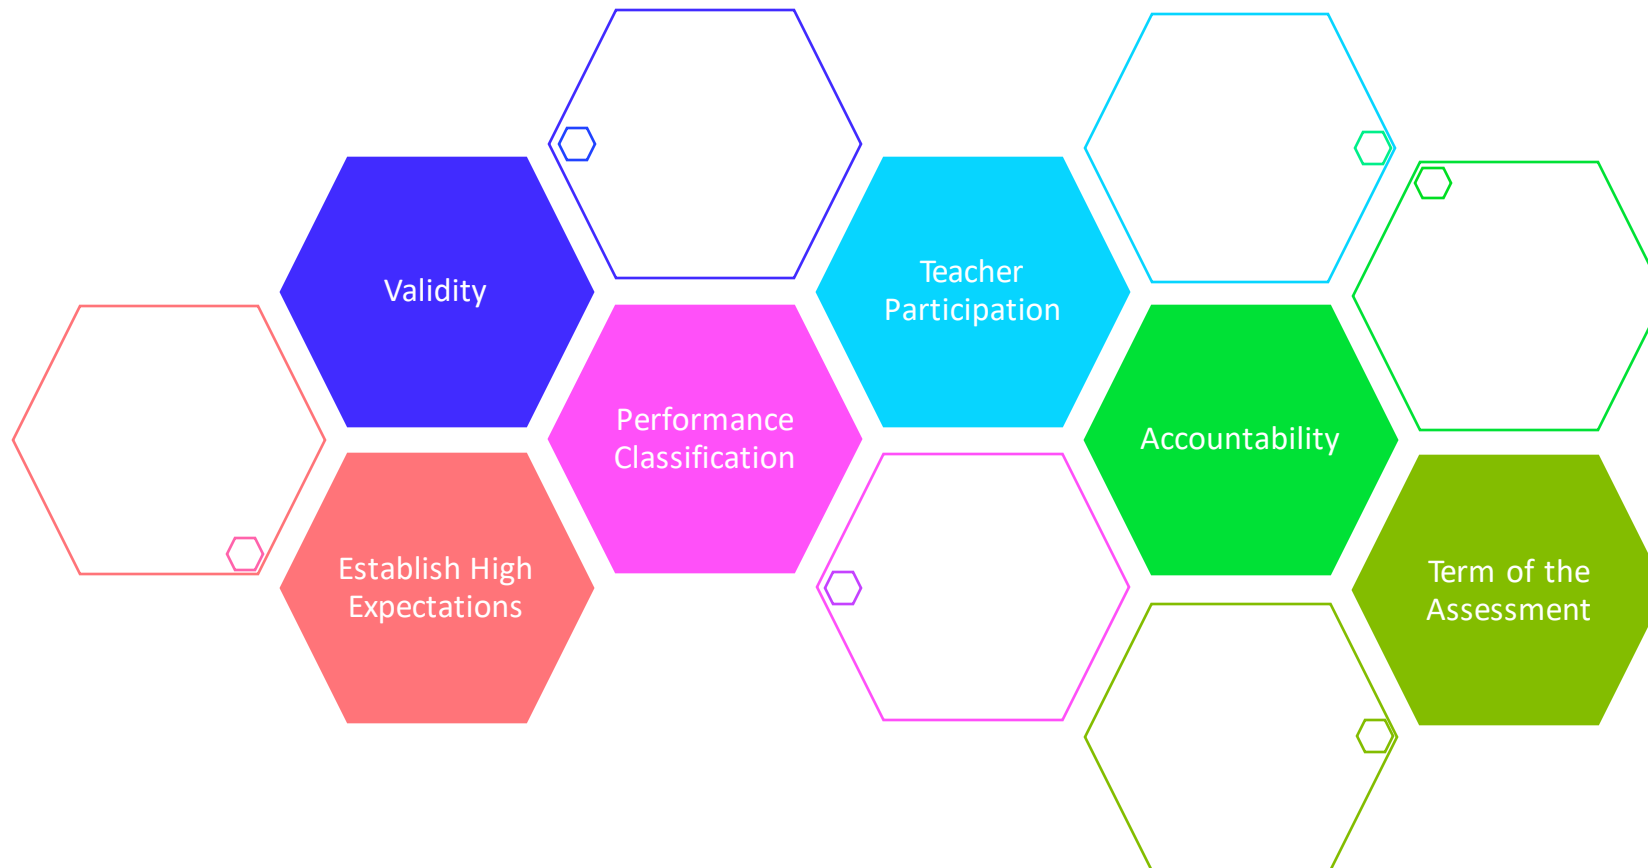 Validity
Teacher
Participation
Performance
Classification
Accountability
Establish High
Expectations
Term of the
Assessment